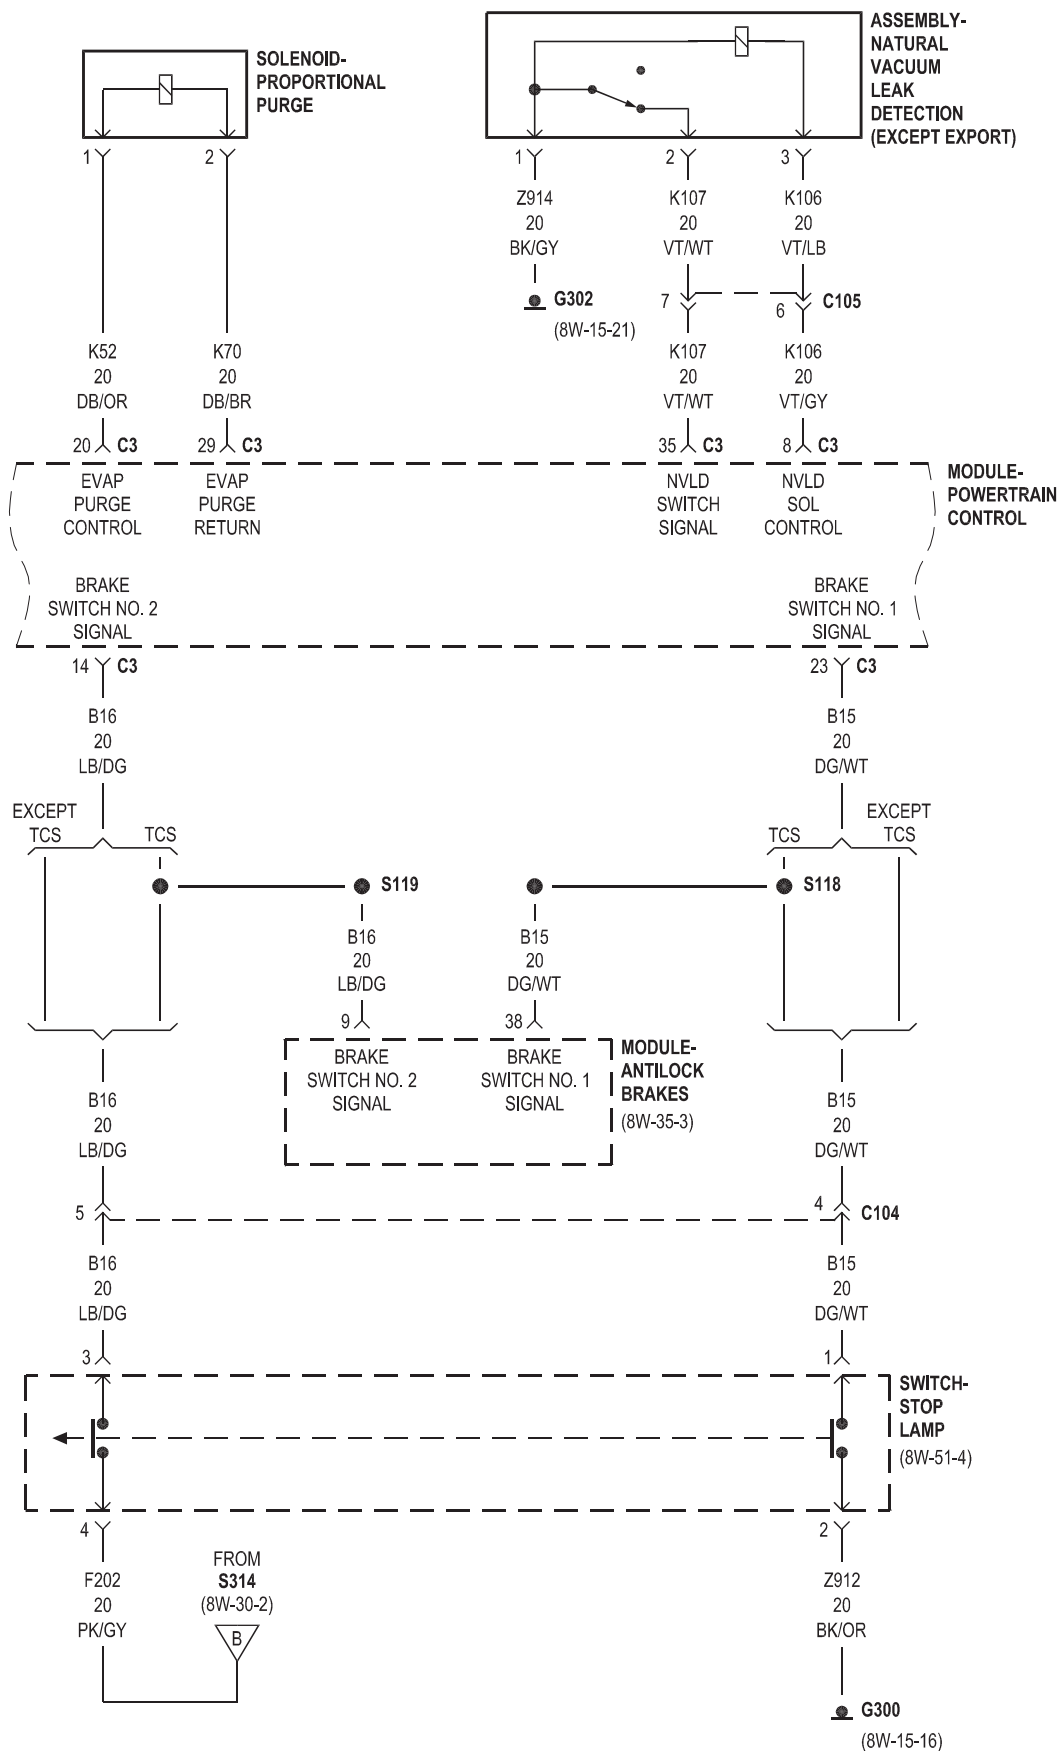 SOLENOID-
PROPORTIONAL
PURGE
ASSEMBLY-
NATURAL
VACUUM
LEAK
DETECTION
(EXCEPT EXPORT)
1 2 1 2 3
Z914 K107 K106
20 20 20
BK/GY VT/WT VT/LB
G302 7 6 C105
(8W-15-21)
K52 K70 K107 K106
20 20 20 20
DB/OR DB/BR VT/WT VT/GY
20 C3 29 C3 35 C3 8 C3
EVAP
PURGE
CONTROL
EVAP
PURGE
RETURN
NVLD
SWITCH
SIGNAL
NVLD
SOL
CONTROL
MODULE-
POWERTRAIN
CONTROL
BRAKE
SWITCH NO. 2
SIGNAL
BRAKE
SWITCH NO. 1
SIGNAL
14 C3 23 C3
B16 B15
20 20
LB/DG DG/WT
EXCEPT
TCS
TCS
TCS
EXCEPT
TCS
S119 S118
B16 B15
20 20
LB/DG DG/WT
9 38
BRAKE
SWITCH NO. 2
SIGNAL
BRAKE
SWITCH NO. 1
SIGNAL
MODULE-
ANTILOCK
BRAKES
(8W-35-3)
B16 B15
20 20
LB/DG DG/WT
5 4 C104
B16 B15
20 20
LB/DG DG/WT
3 1
SWITCH-
STOP
LAMP
(8W-51-4)
4 2
F202
20
PK/GY
FROM
S314
(8W-30-2)
B
Z912
20
BK/OR
G300
(8W-15-16)